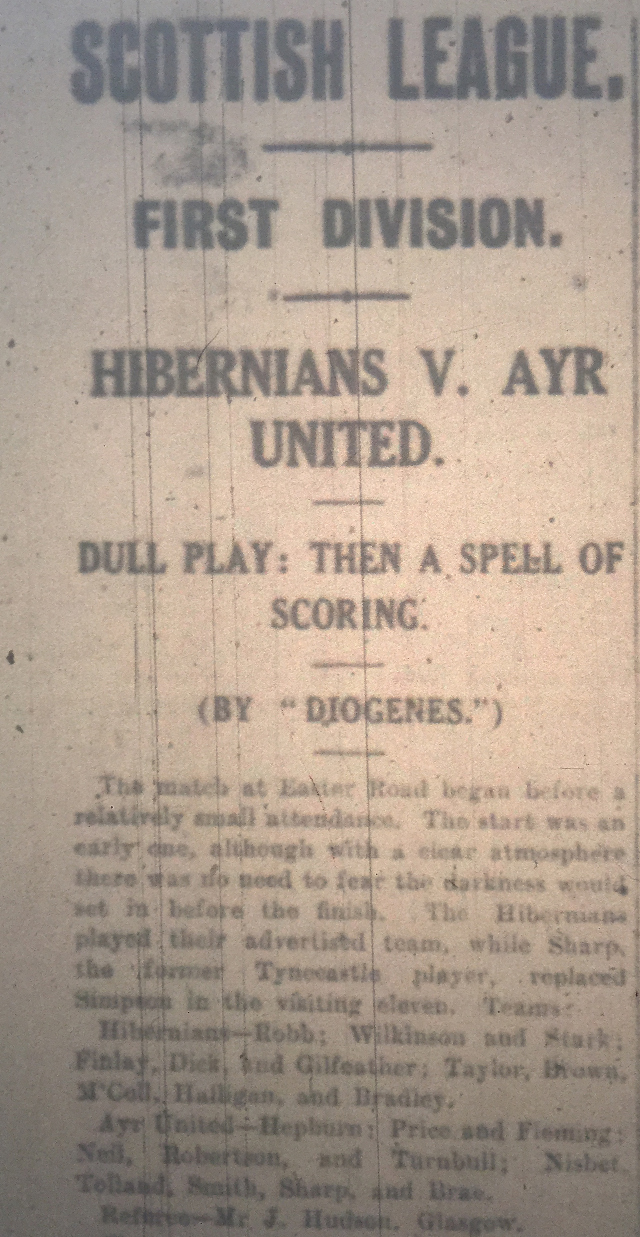 SCOTTISH LEAGUE.
FIRST DIVISION.
HIBERNIANS V. AYR
UNITED.
DULL PLAY: THEN A SPELL OF
SCORING.
(BY "DIOGENES.")
The match at Easter Road began before a
relatively small attendance. The start was an
early one, although with a clear atmosphere
there was no need to fear the darkness would
set in before the finish. The Hibernians
played their advertised team, while Sharp,
the former Tynecastle player, replaced
Simpson in the visiting eleven. Teams:
Hibernians—Robb; Wilkinson and Stark;
Finlay, Dick, and Gilfeather; Taylor, Brown,
M'Coll, Halligan, and Bradley.
Ayr United—Hepburn; Price and Fleming;
Neil, Robertson, and Turnbull; Nisbet,
Tolland, Smith, Sharp, and Brae.
Referee—Mr J. Hudson, Glasgow.